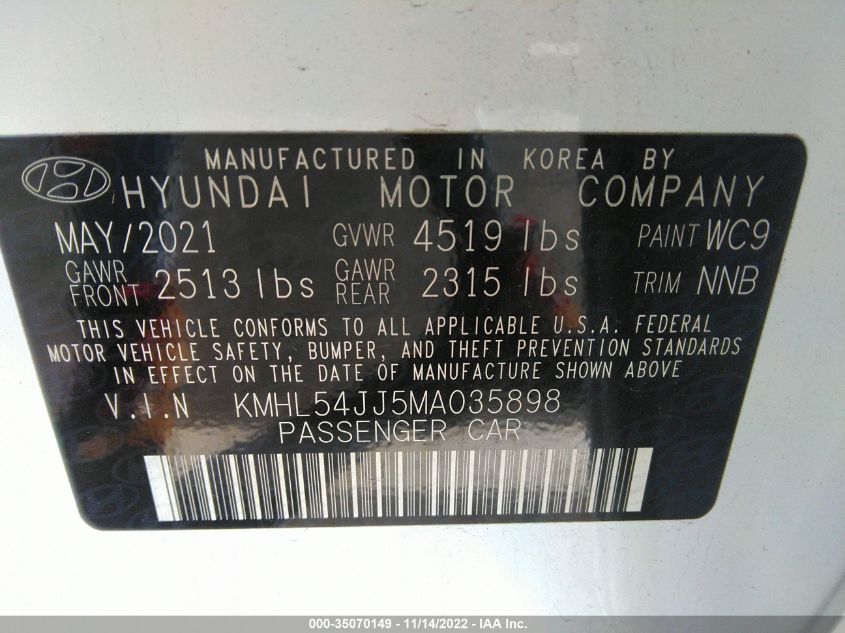 MANUFACTURED IN KOREA BY
HYUNDAI MOTOR COMPANY
MAY/2021 GVWR 4519 lbs PAINT WC9
GAWR FRONT 2513 lbs GAWR REAR 2315 lbs TRIM NNB
THIS VEHICLE CONFORMS TO ALL APPLICABLE U.S.A. FEDERAL
MOTOR VEHICLE SAFETY, BUMPER, AND THEFT PREVENTION STANDARDS
IN EFFECT ON THE DATE OF MANUFACTURE SHOWN ABOVE
V.I.N KMHL54JJ5MA035898
PASSENGER CAR
000-35070149 - 11/14/2022 - IAA Inc.